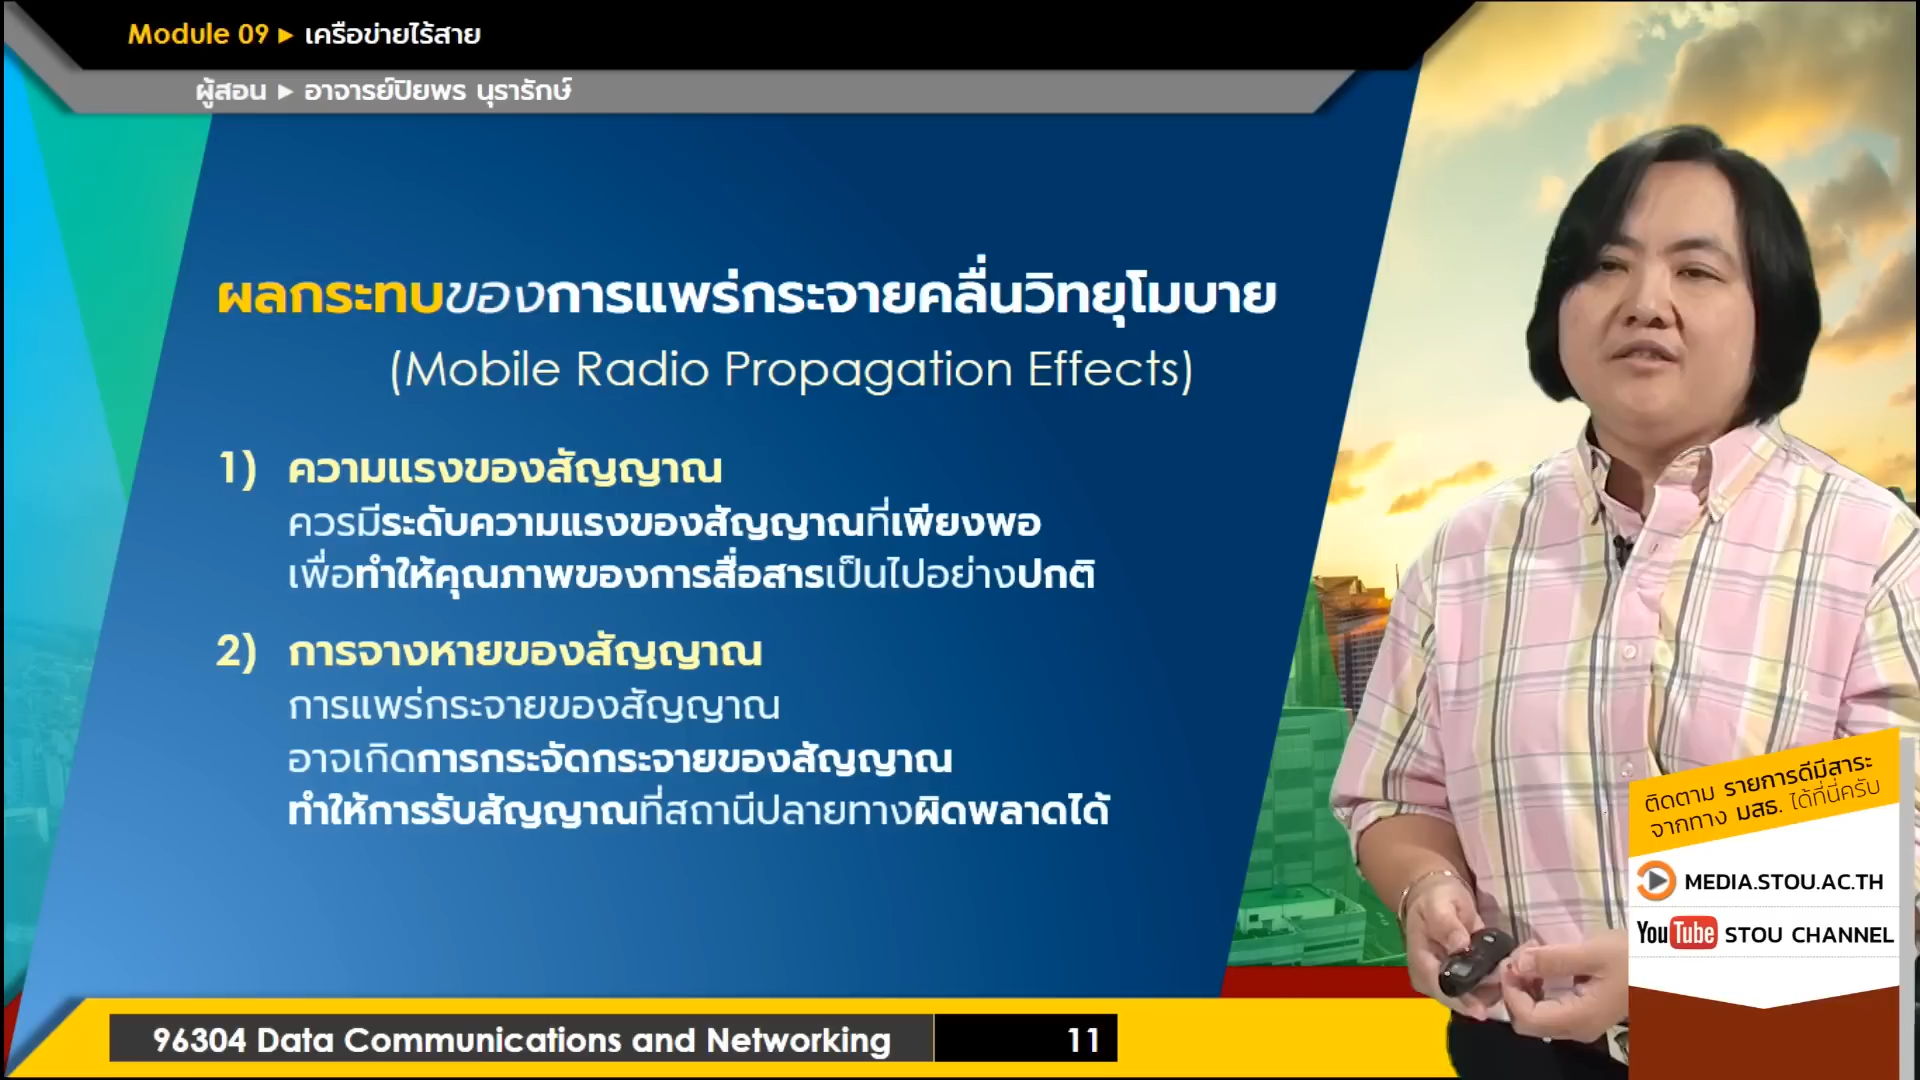 Module 09 ▸ เครือข่ายไร้สาย
ผู้สอน ▸ อาจารย์ปิยพร นุรารักษ์
ผลกระทบของการแพร่กระจายคลื่นวิทยุโมบาย
(Mobile Radio Propagation Effects)
1) ความแรงของสัญญาณ
ควรมีระดับความแรงของสัญญาณที่เพียงพอ
เพื่อทำให้คุณภาพของการสื่อสารเป็นไปอย่างปกติ
2) การจางหายของสัญญาณ
การแพร่กระจายของสัญญาณ
อาจเกิดการกระจัดกระจายของสัญญาณ
ทำให้การรับสัญญาณที่สถานีปลายทางผิดพลาดได้
ติดตาม รายการดีมีสาระ
จากทาง มสธ. ได้ที่นี่ครับ
MEDIA.STOU.AC.TH
YouTube STOU CHANNEL
96304 Data Communications and Networking
11